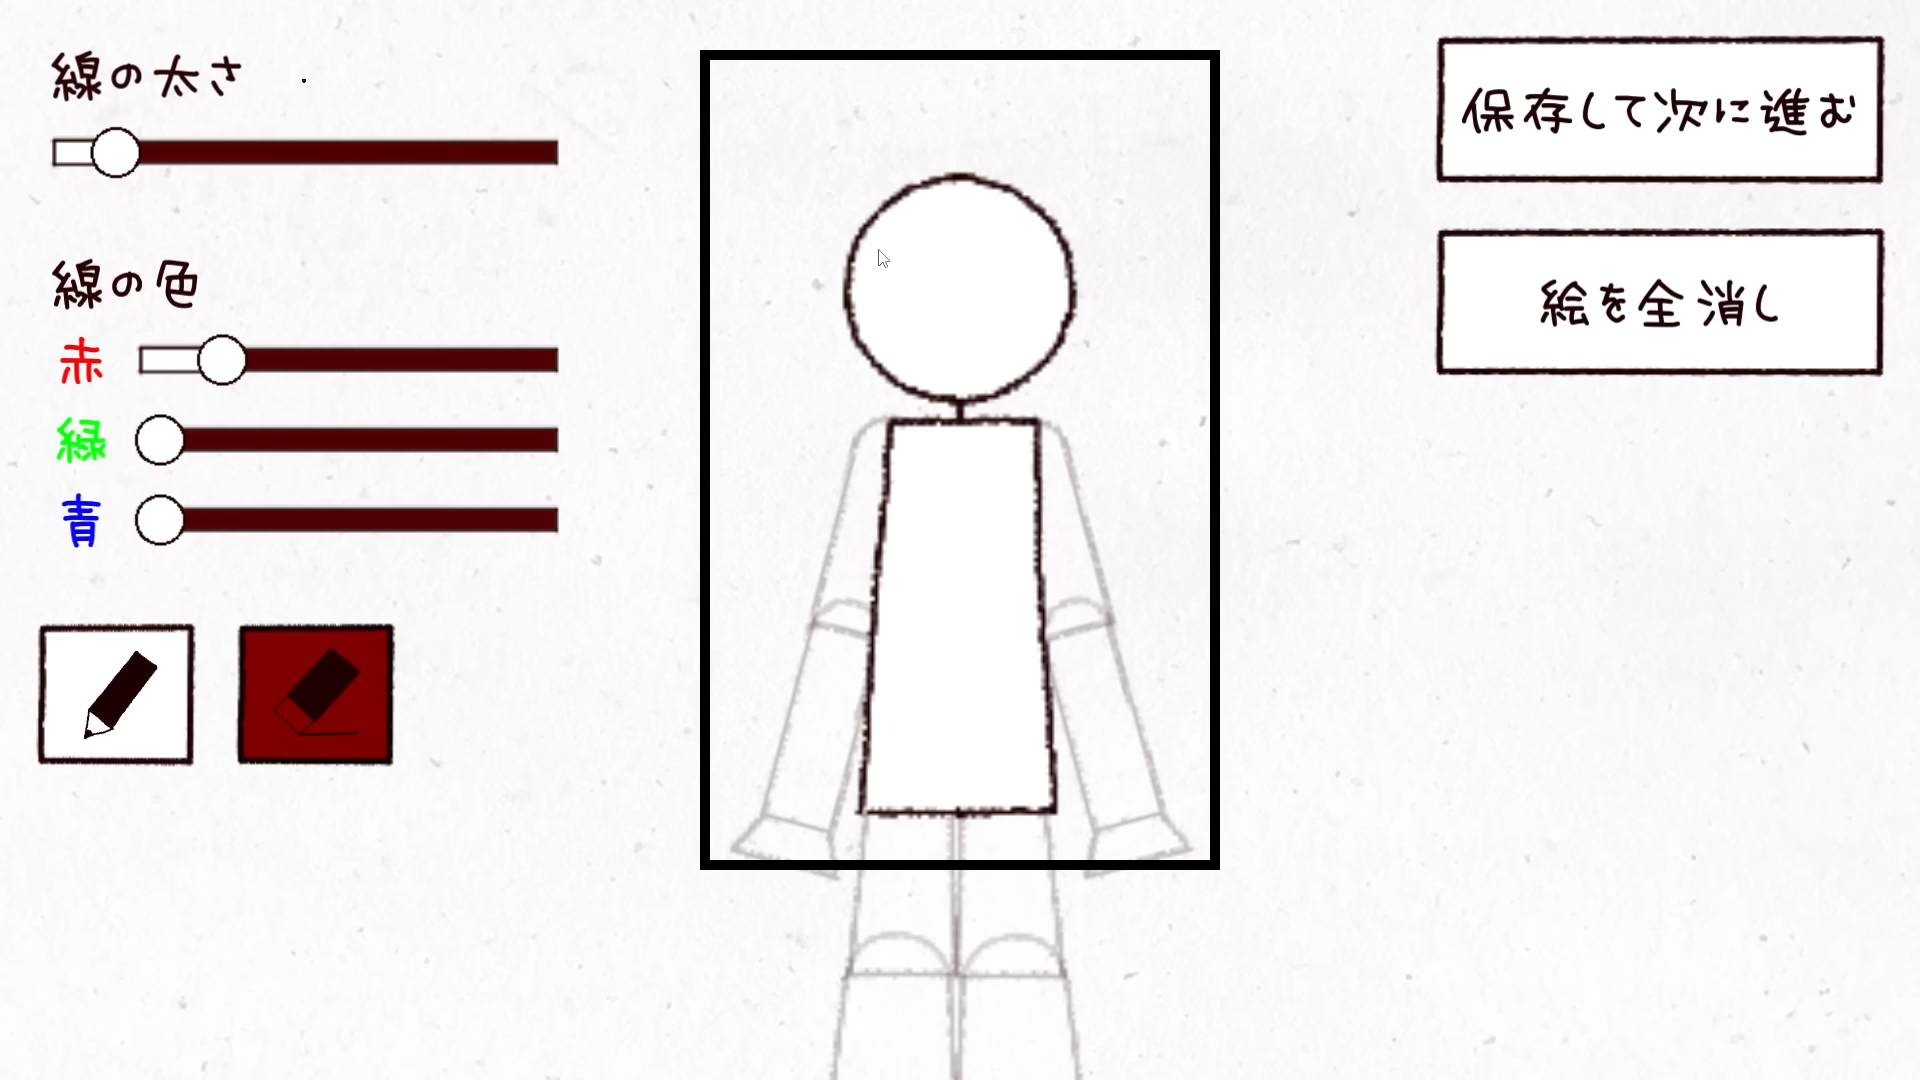 線の太さ
線の色
赤
緑
青
保存して次に進む
絵を全消し